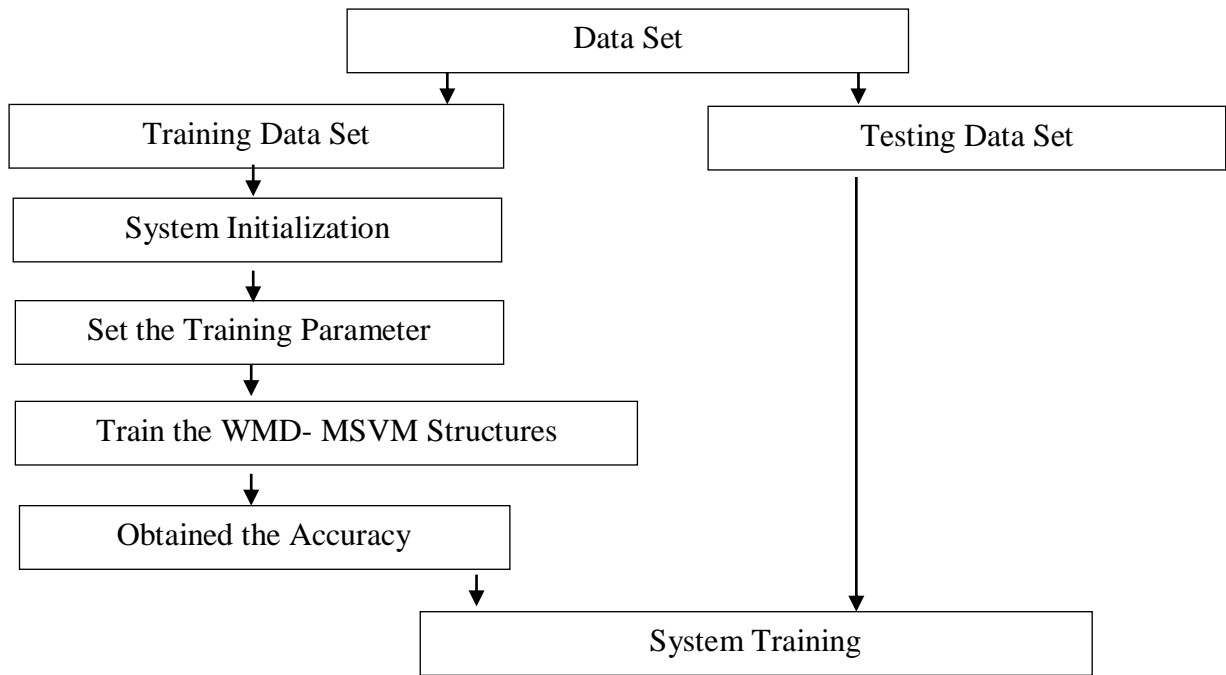 Data Set
Training Data Set
Testing Data Set
System Initialization
Set the Training Parameter
Train the WMD- MSVM Structures
Obtained the Accuracy
System Training